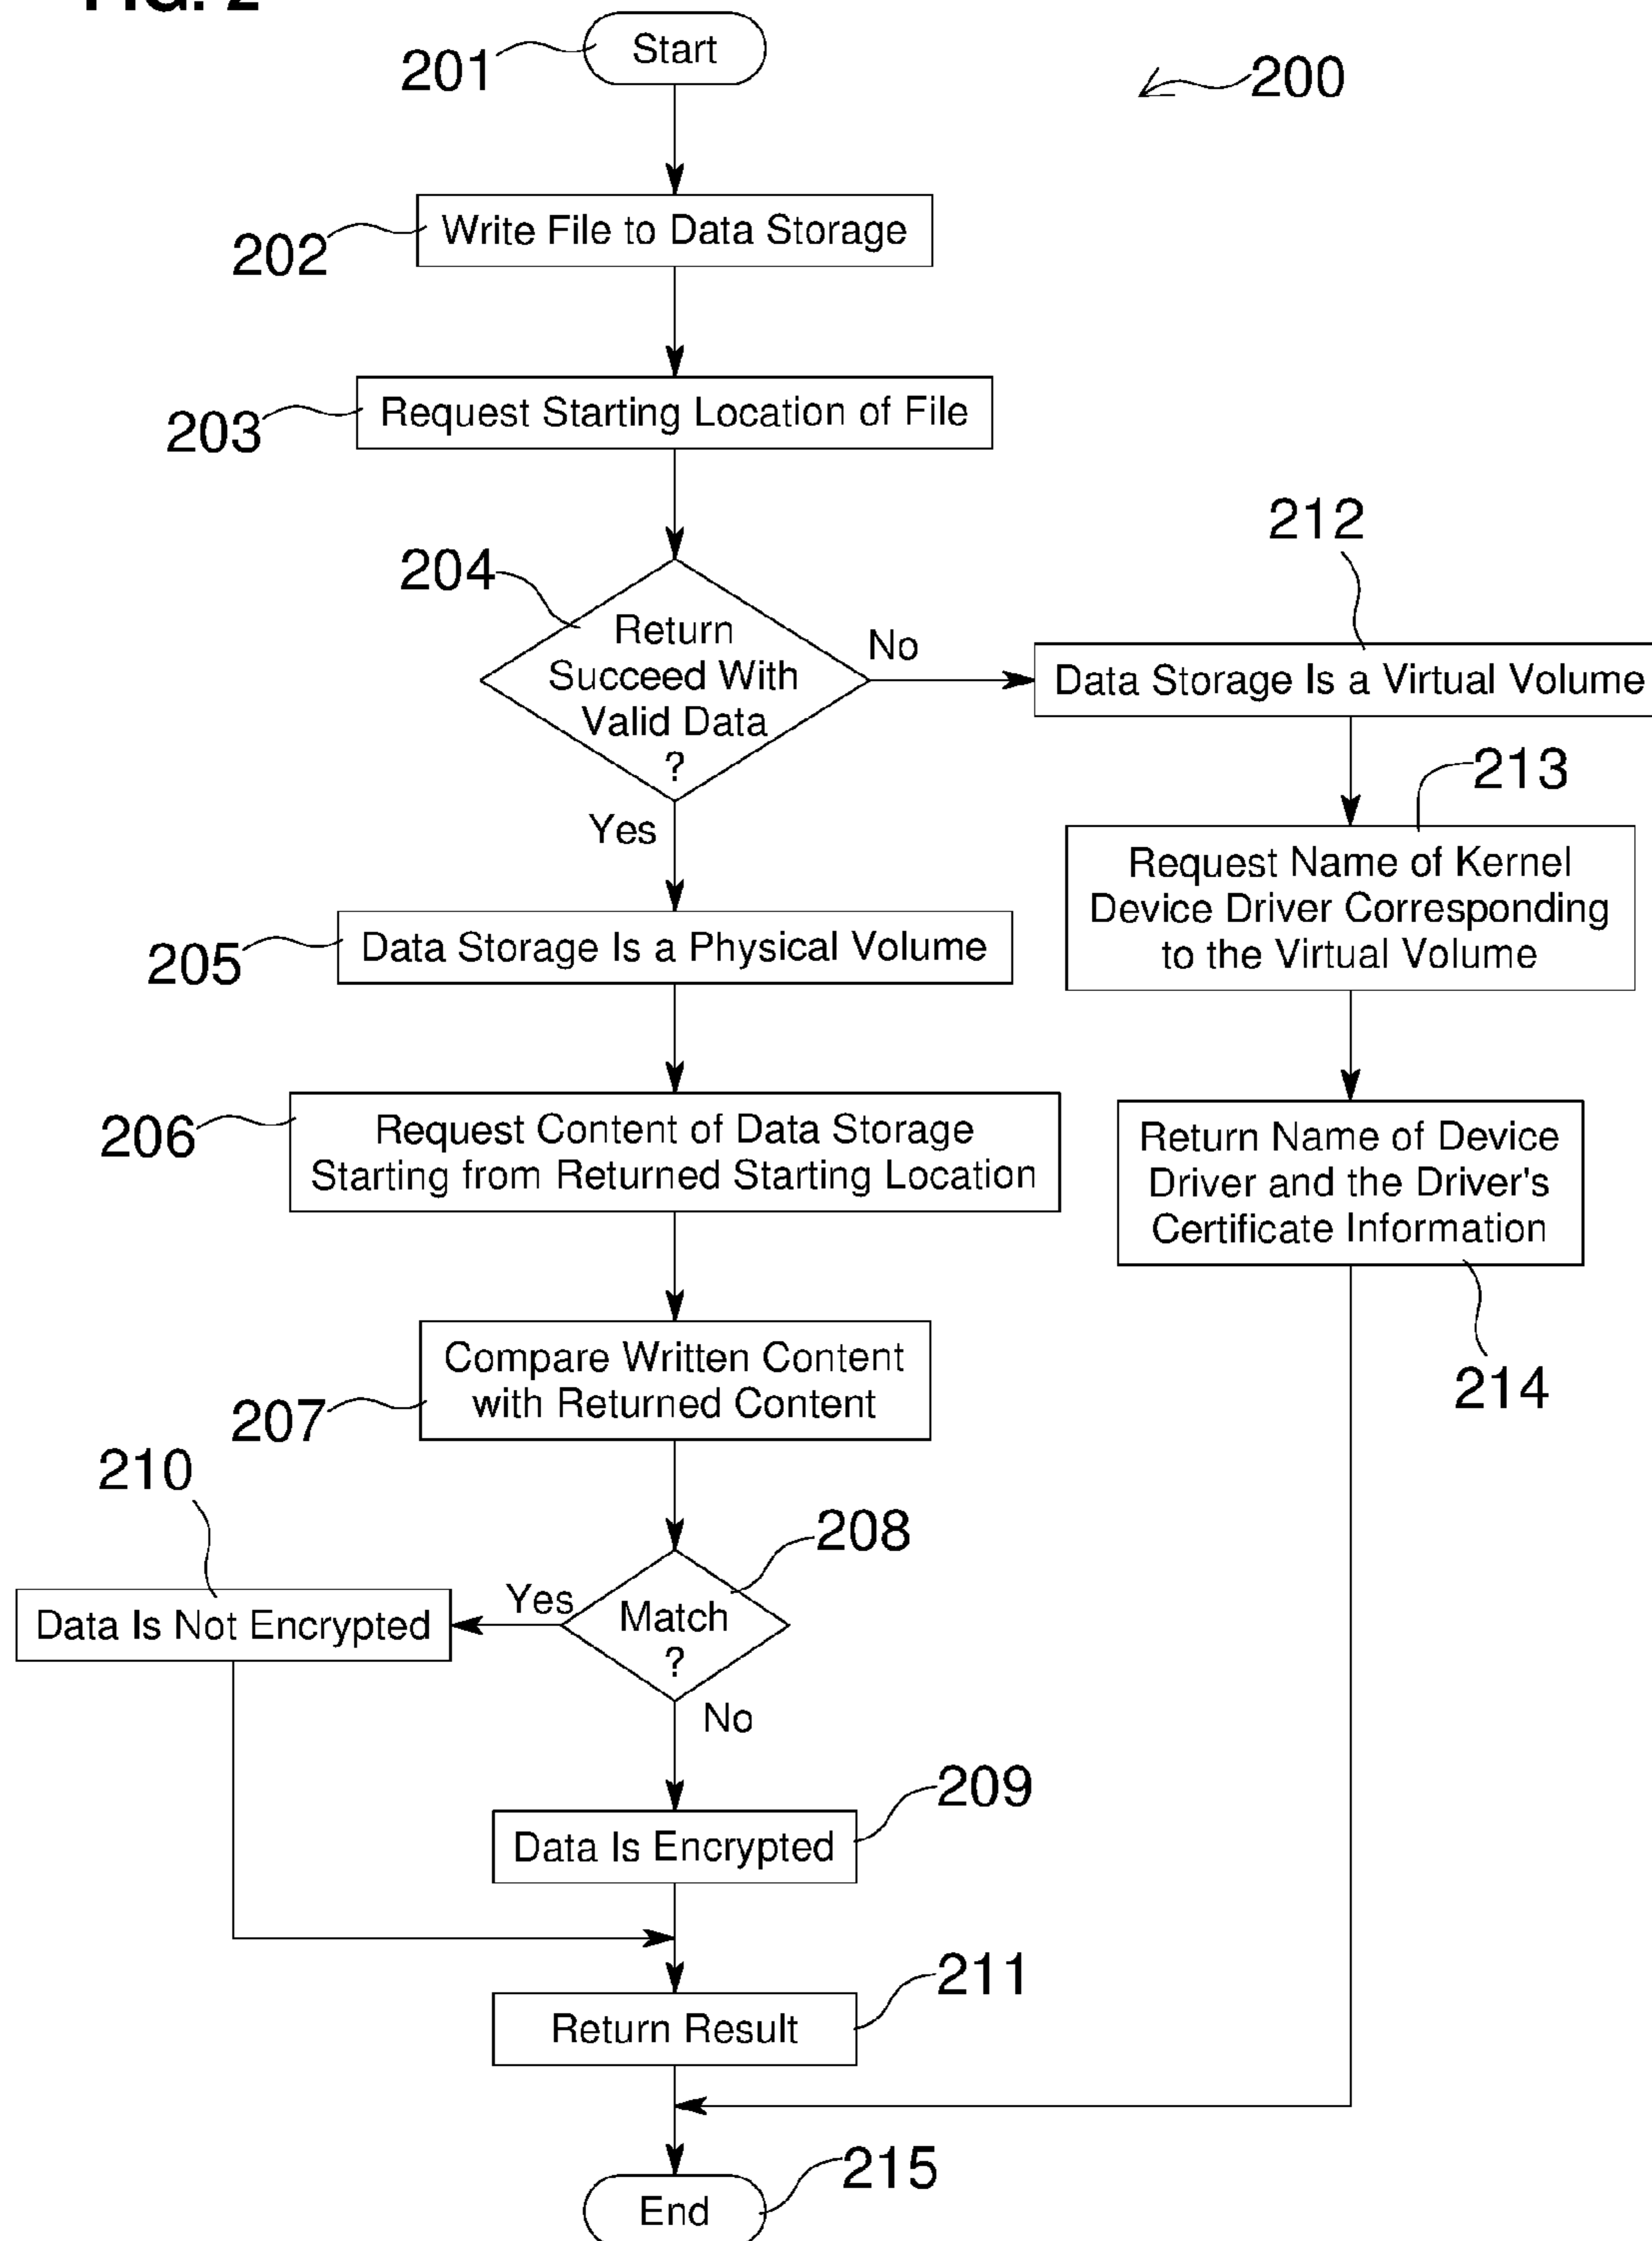 FIG. 2
201
Start
200
202
Write File to Data Storage
203
Request Starting Location of File
204
Return
Succeed With
Valid Data
?
No
Yes
212
Data Storage Is a Virtual Volume
213
Request Name of Kernel
Device Driver Corresponding
to the Virtual Volume
205
Data Storage Is a Physical Volume
206
Request Content of Data Storage
Starting from Returned Starting Location
Return Name of Device
Driver and the Driver's
Certificate Information
214
207
Compare Written Content
with Returned Content
208
Match
?
Yes
No
210
Data Is Not Encrypted
209
Data Is Encrypted
211
Return Result
215
End